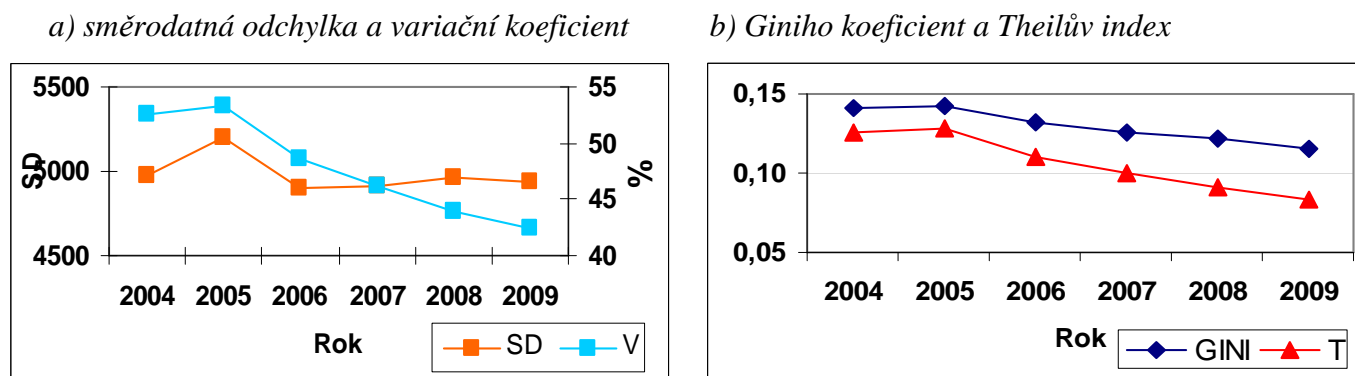 a) směrodatná odchylka a variační koeficient
5500
5000
4500
SD
55
50
45
40
%
2004 2005 2006 2007 2008 2009
Rok
SD V
b) Giniho koeficient a Theilův index
0,15
0,10
0,05
2004 2005 2006 2007 2008 2009
Rok
GINI T